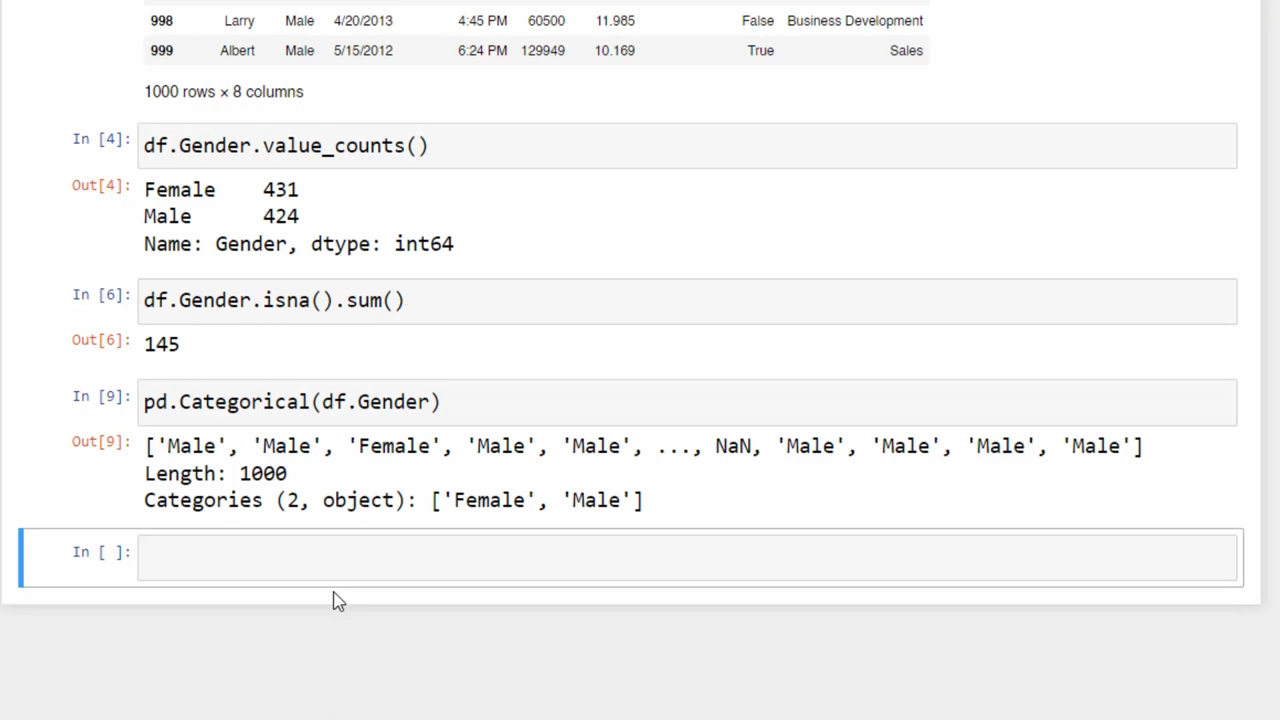 998 Larry Male 4/20/2013 4:45 PM 60500 11.985 False Business Development
999 Albert Male 5/15/2012 6:24 PM 129949 10.169 True Sales
1000 rows × 8 columns
In [4]: df.Gender.value_counts()
Out[4]: Female 431
Male 424
Name: Gender, dtype: int64
In [6]: df.Gender.isna().sum()
Out[6]: 145
In [9]: pd.Categorical(df.Gender)
Out[9]: ['Male', 'Male', 'Female', 'Male', 'Male', ..., NaN, 'Male', 'Male', 'Male', 'Male']
Length: 1000
Categories (2, object): ['Female', 'Male']
In [ ]: